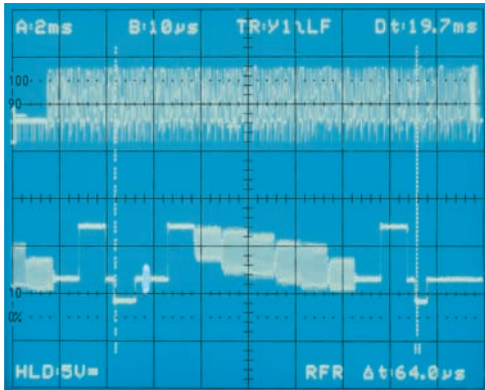 A:2ms B:10µs TR:Y1∿LF Dt:19.7ms
100
90
10
0%
HLD:5V= RFR Δt:64.0µs